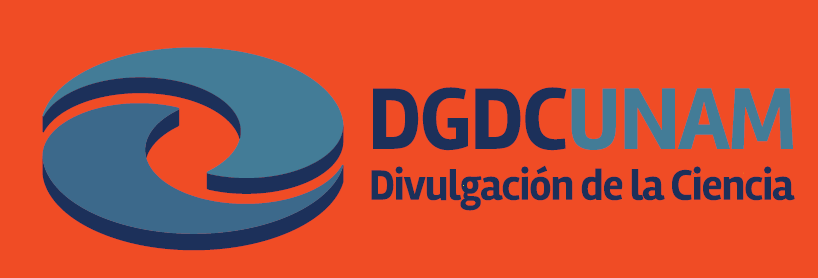 DGDCUNAM
Divulgación de la Ciencia